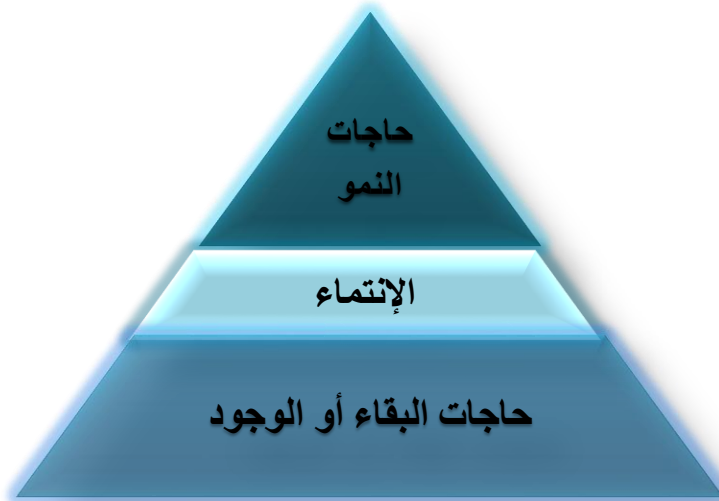 حاجات
النمو
الإنتماء
حاجات البقاء أو الوجود